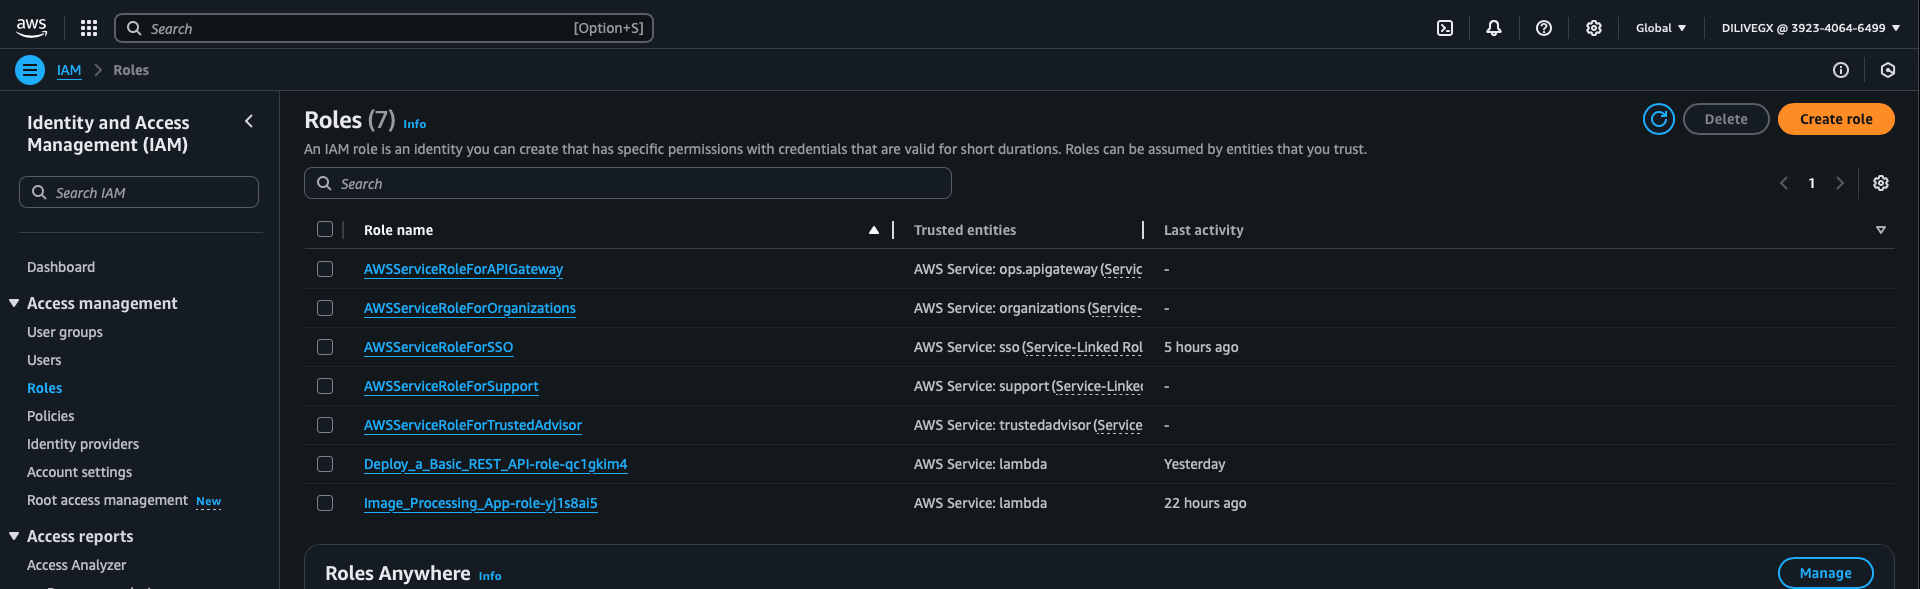 aws
Search
[Option+S]
Global
DILIVEGX @ 3923-4064-6499
IAM
Roles
Identity and Access
Management (IAM)
Search IAM
Dashboard
Access management
User groups
Users
Roles
Policies
Identity providers
Account settings
Root access management New
Access reports
Access Analyzer
Roles (7) Info
Delete
Create role
An IAM role is an identity you can create that has specific permissions with credentials that are valid for short durations. Roles can be assumed by entities that you trust.
Search
1
Role name Trusted entities Last activity
AWSServiceRoleForAPIGateway AWS Service: ops.apigateway (Servic -
AWSServiceRoleForOrganizations AWS Service: organizations (Service- -
AWSServiceRoleForSSO AWS Service: sso (Service-Linked Rol 5 hours ago
AWSServiceRoleForSupport AWS Service: support (Service-Linked -
AWSServiceRoleForTrustedAdvisor AWS Service: trustedadvisor (Service -
Deploy_a_Basic_REST_API-role-qc1gkim4 AWS Service: lambda Yesterday
Image_Processing_App-role-yj1s8ai5 AWS Service: lambda 22 hours ago
Roles Anywhere Info
Manage